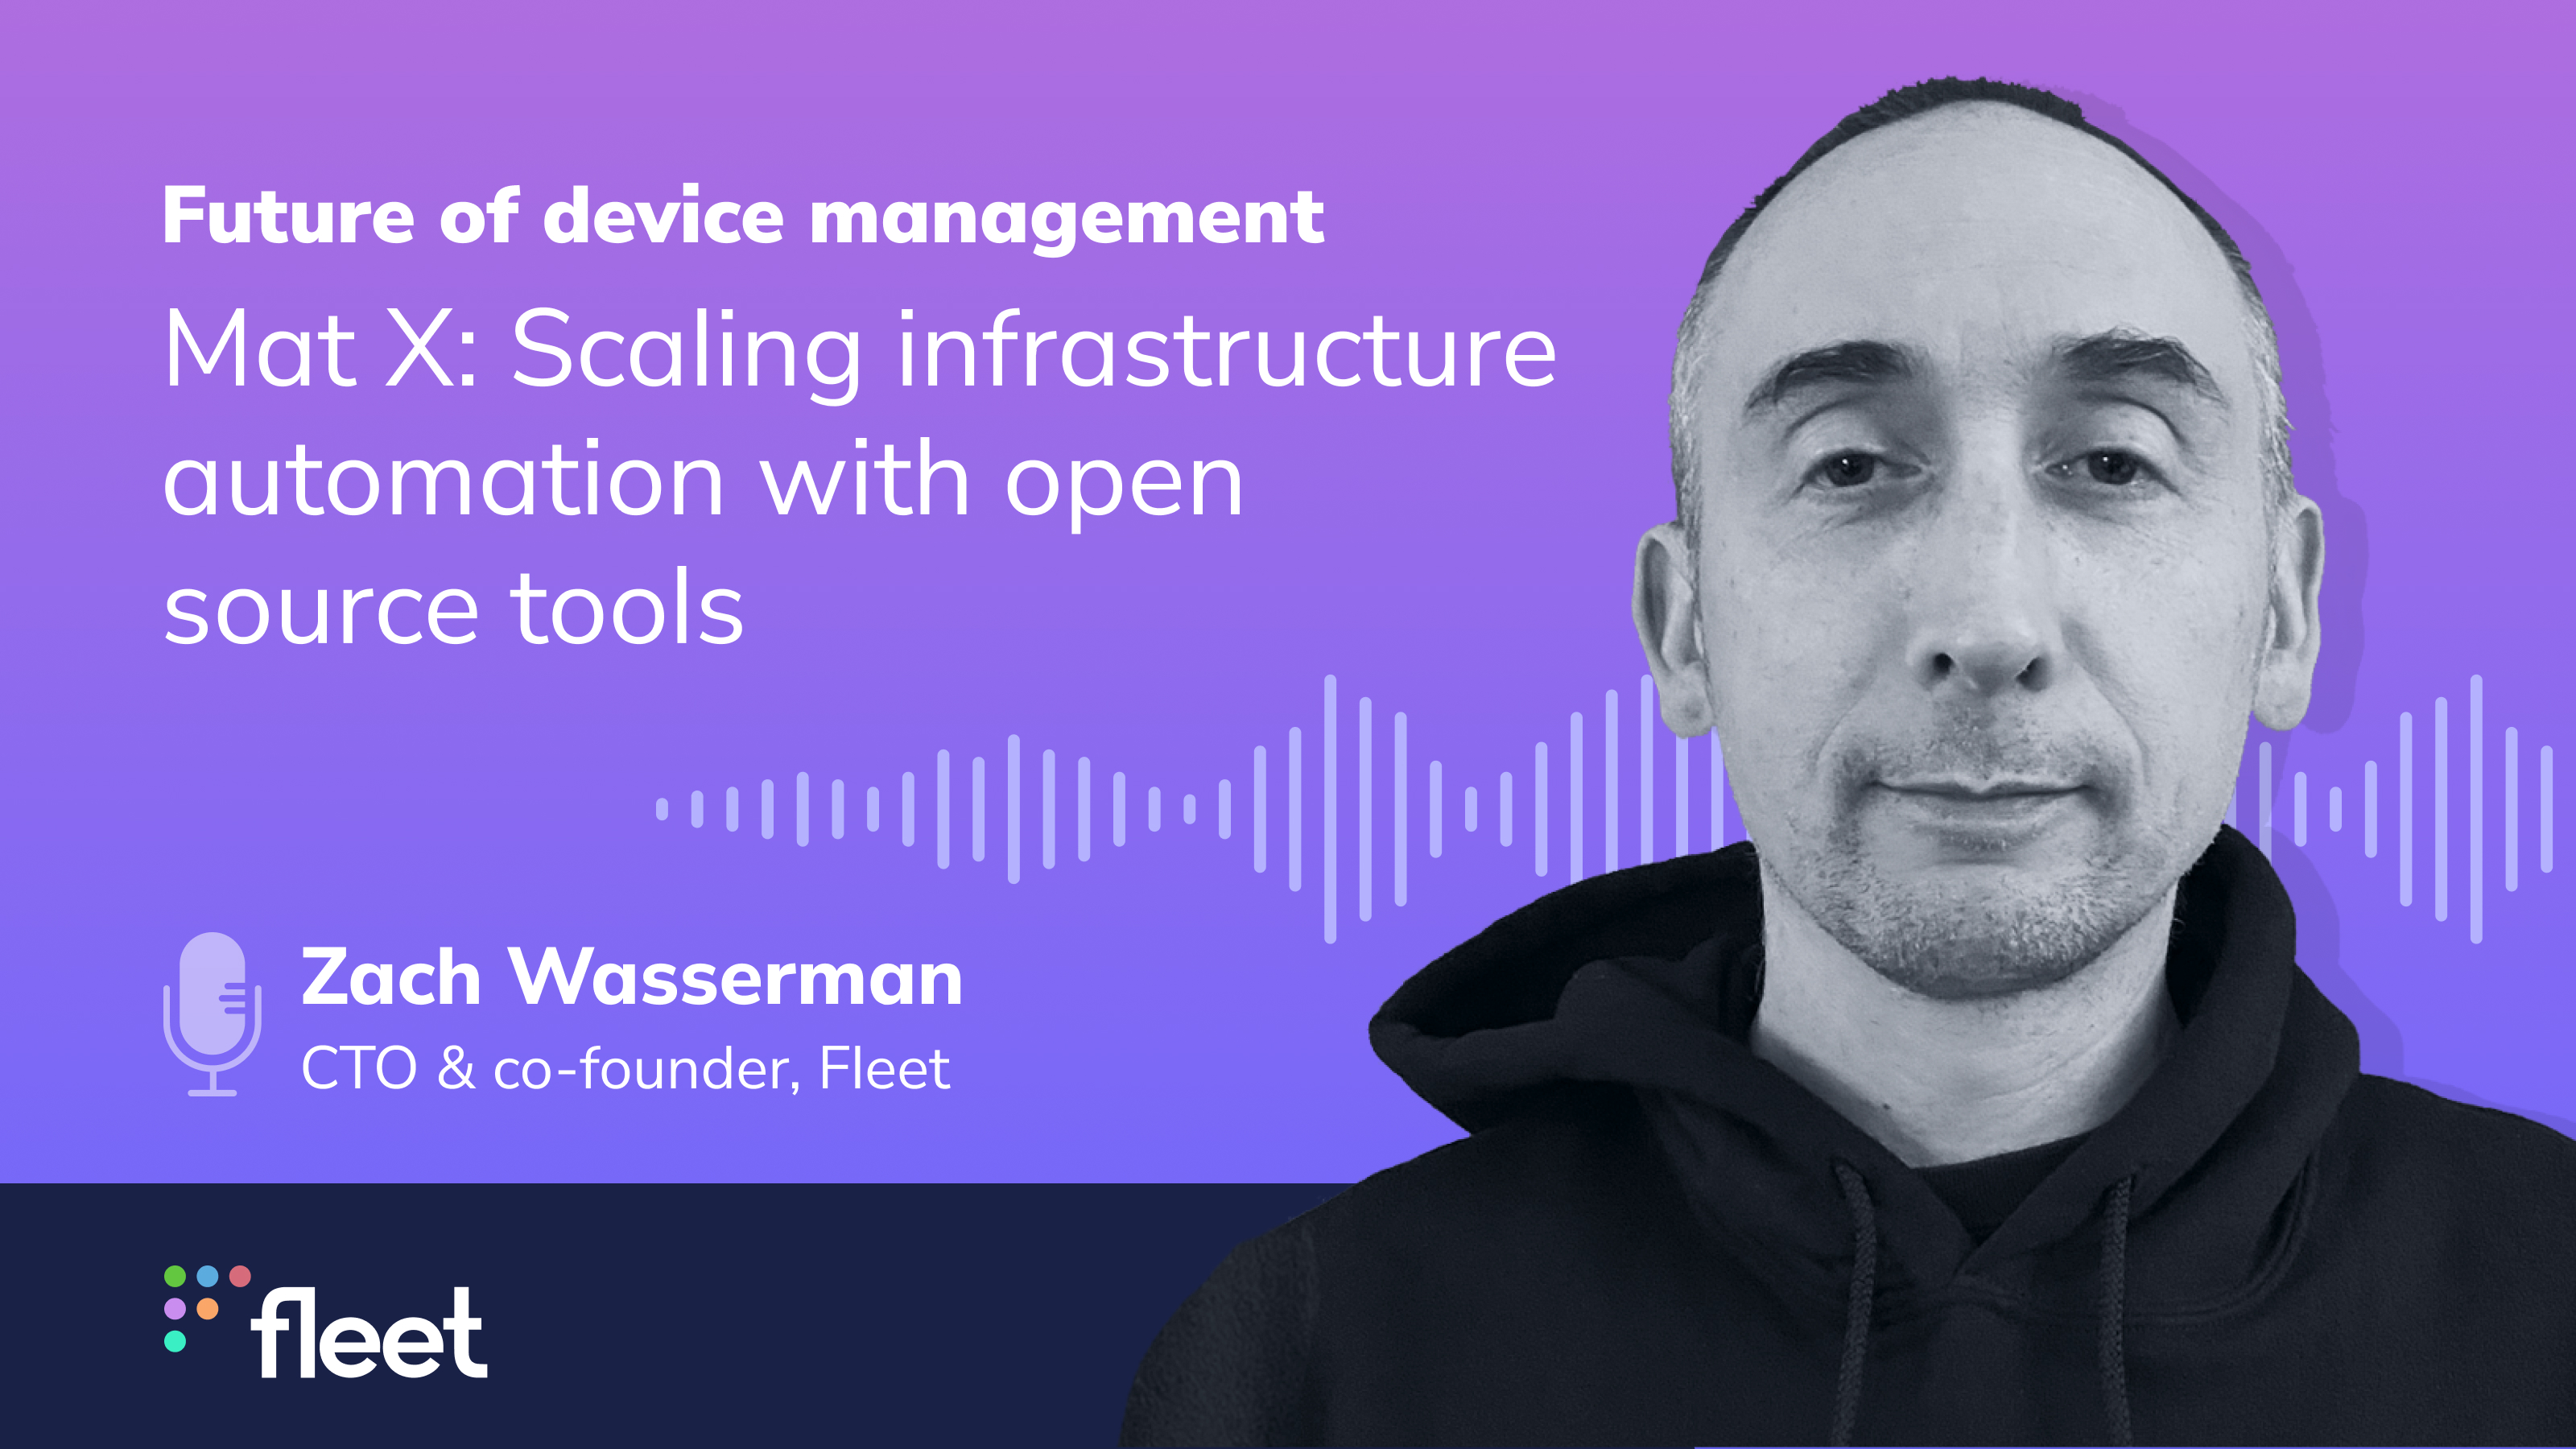 Future of device management
Mat X: Scaling infrastructure
automation with open
source tools
Zach Wasserman
CTO & co-founder, Fleet
fleet